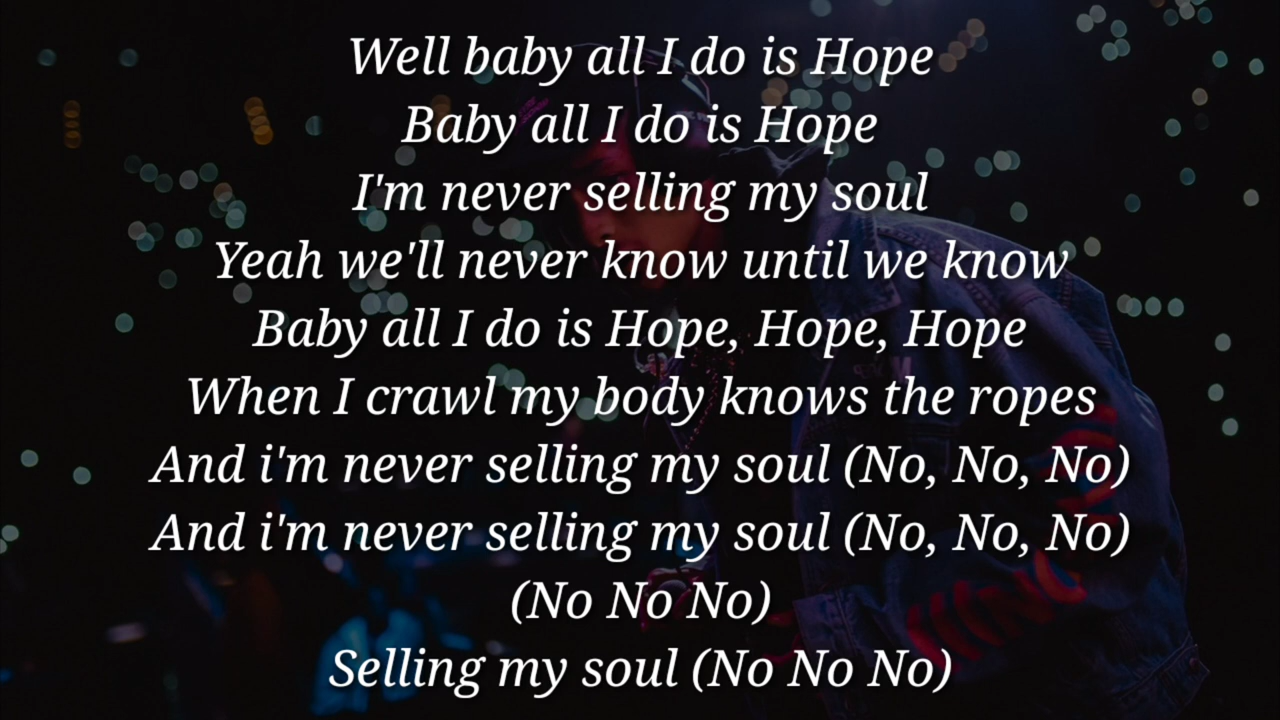 Well baby all I do is Hope
Baby all I do is Hope
I'm never selling my soul
Yeah we'll never know until we know
Baby all I do is Hope, Hope, Hope
When I crawl my body knows the ropes
And i'm never selling my soul (No, No, No)
And i'm never selling my soul (No, No, No)
(No No No)
Selling my soul (No No No)